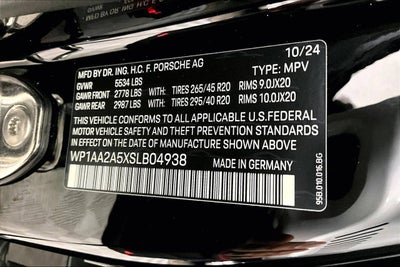 10/24
MFD BY DR. ING. H.C. F. PORSCHE AG
GVWR 5534 LBS TYPE: MPV
GAWR FRONT 2778 LBS WITH TIRES 265/45 R20 RIMS 9.0JX20
GAWR REAR 2987 LBS WITH TIRES 295/40 R20 RIMS 10.0JX20
THIS VEHICLE CONFORMS TO ALL APPLICABLE U.S.FEDERAL
MOTOR VEHICLE SAFETY AND THEFT PREVENTION STANDARDS
IN EFFECT ON THE DATE OF MANUFACTURE SHOWN ABOVE.
WP1AA2A5XSLB04938 MADE IN GERMANY
95B.010.016.BG